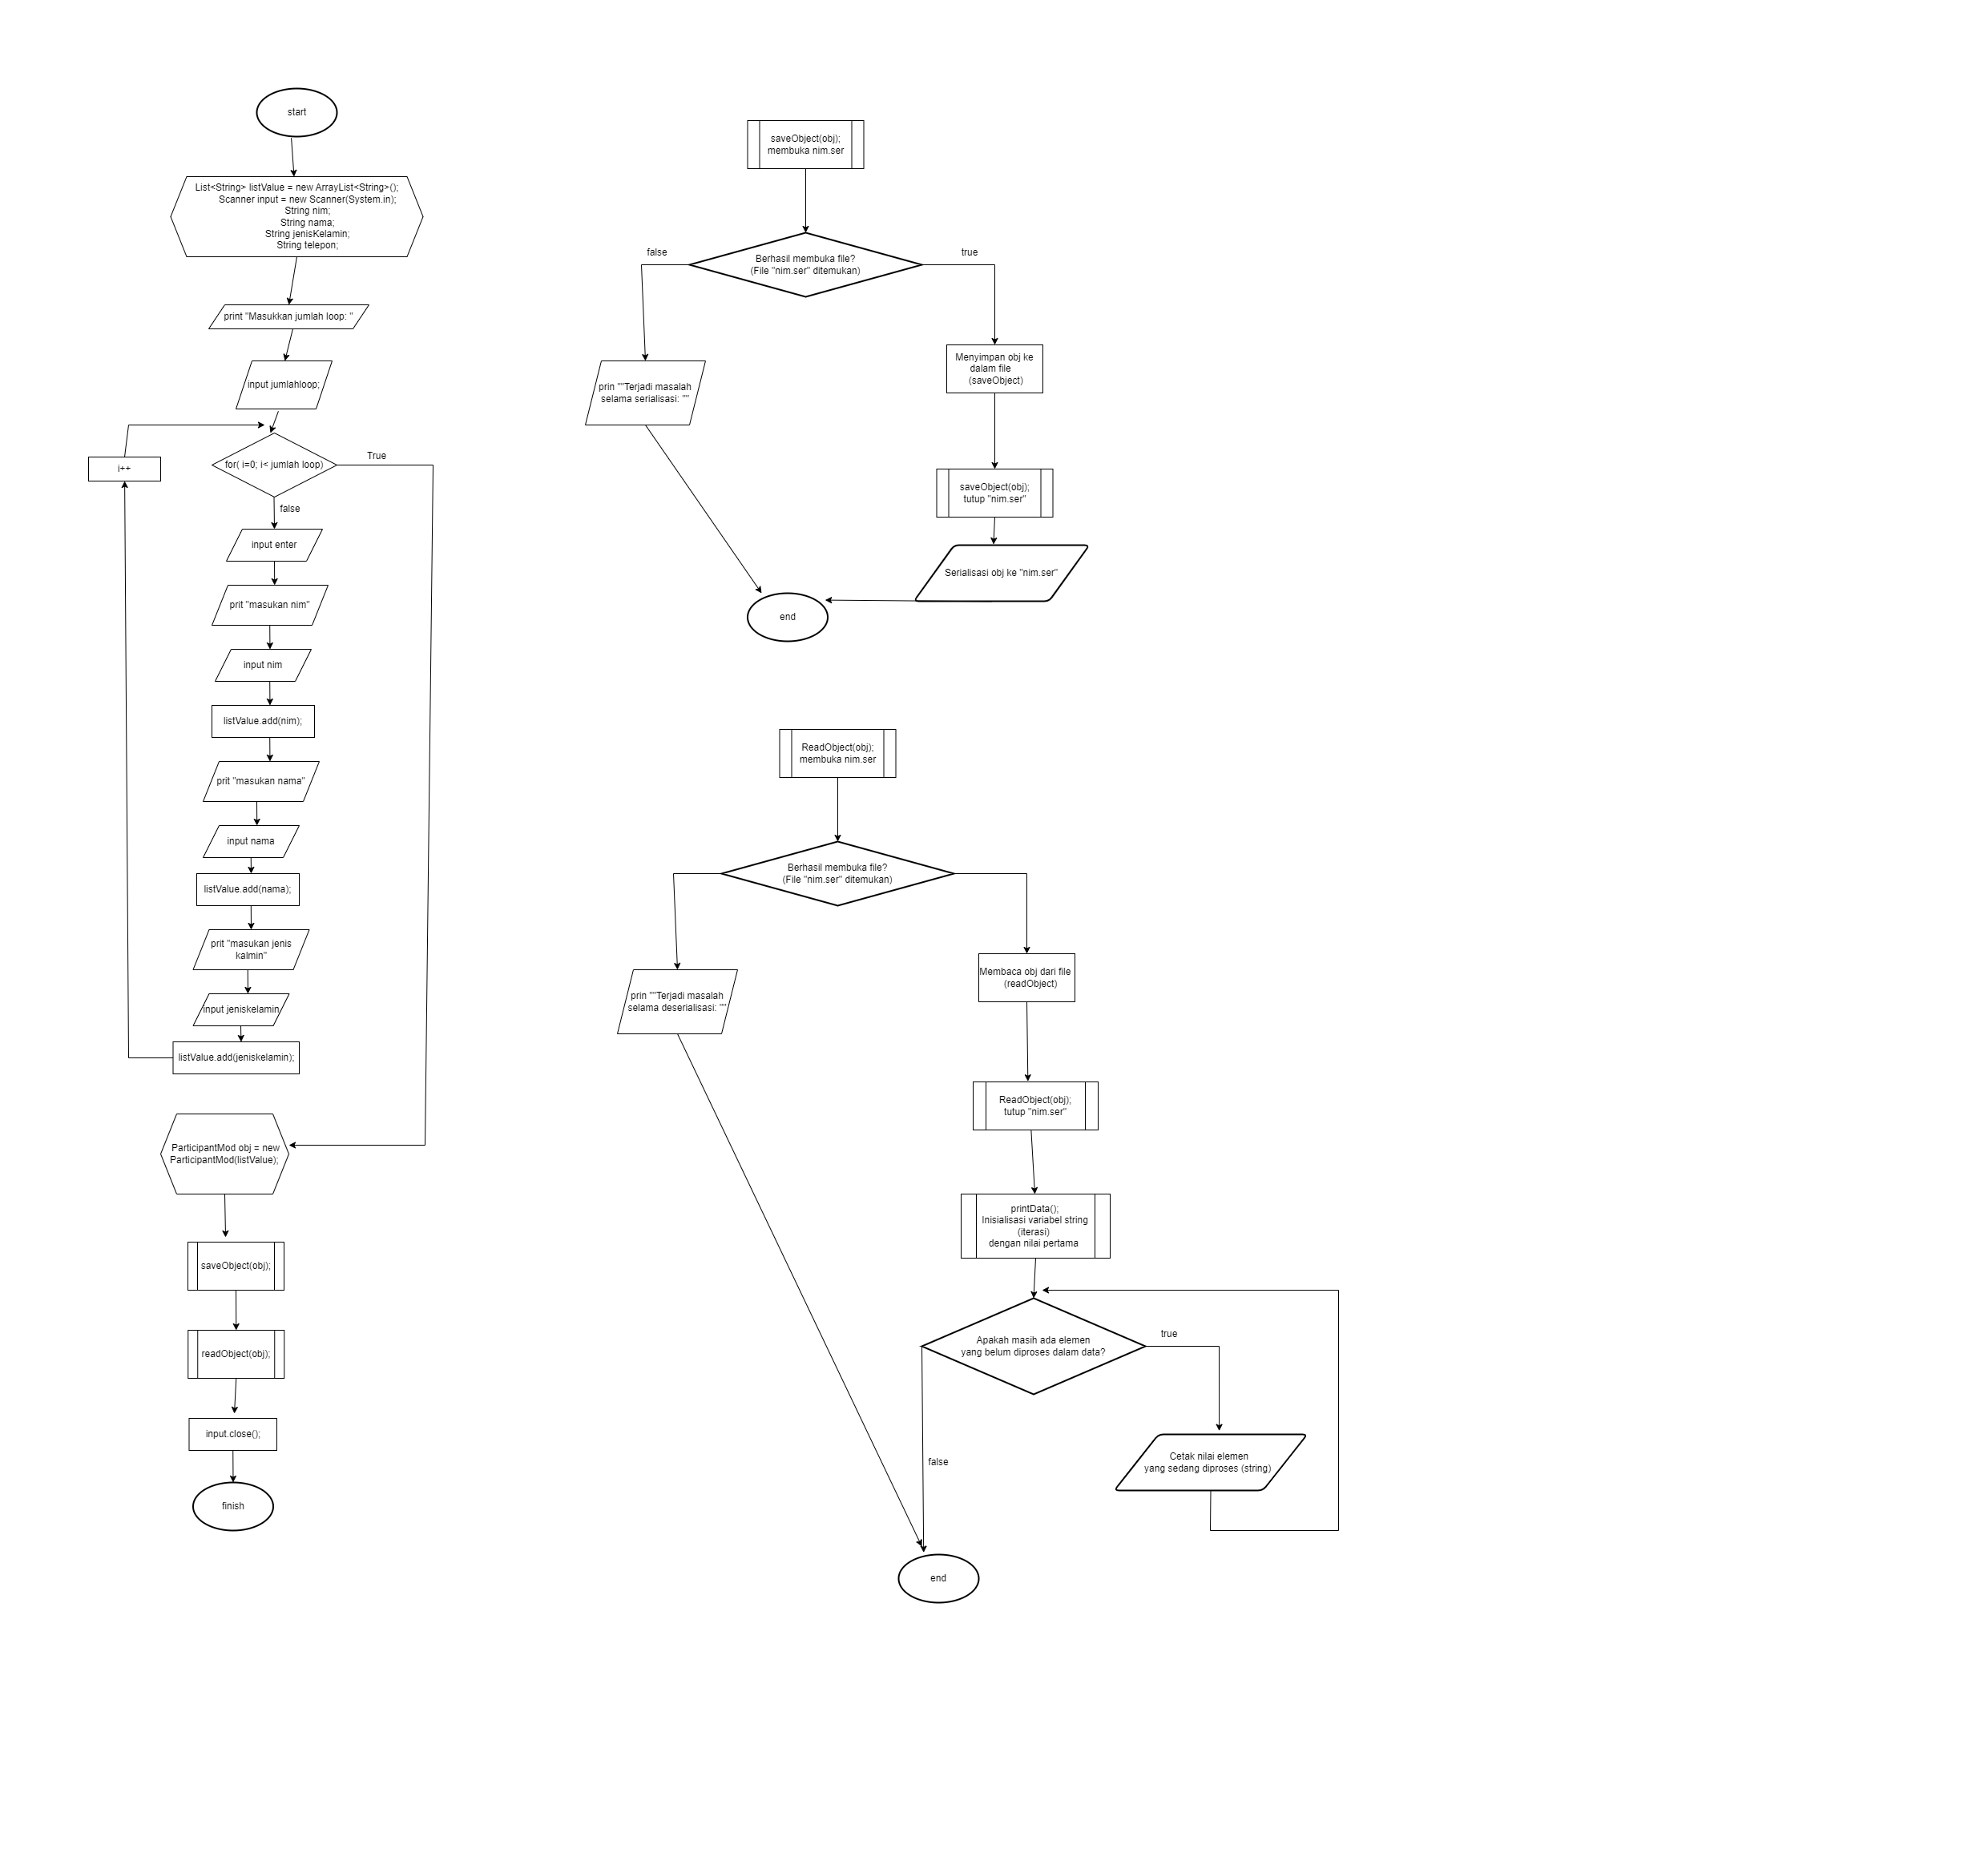 start
List<String> listValue = new ArrayList<String>();
Scanner input = new Scanner(System.in);
String nim;
String nama;
String jenisKelamin;
String telepon;
print "Masukkan jumlah loop: "
input jumlahloop;
for( i=0; i< jumlah loop)
True
i++
false
input enter
prit "masukan nim"
input nim
listValue.add(nim);
prit "masukan nama"
input nama
listValue.add(nama);
prit "masukan jenis
kalmin"
input jeniskelamin
listValue.add(jeniskelamin);
ParticipantMod obj = new
ParticipantMod(listValue);
saveObject(obj);
readObject(obj);
input.close();
finish
saveObject(obj);
membuka nim.ser
false
true
Berhasil membuka file?
(File "nim.ser" ditemukan)
prin ""Terjadi masalah
selama serialisasi: ""
Menyimpan obj ke
dalam file
(saveObject)
saveObject(obj);
tutup "nim.ser"
Serialisasi obj ke "nim.ser"
end
ReadObject(obj);
membuka nim.ser
Berhasil membuka file?
(File "nim.ser" ditemukan)
prin ""Terjadi masalah
selama deserialisasi: ""
Membaca obj dari file
(readObject)
ReadObject(obj);
tutup "nim.ser"
printData();
Inisialisasi variabel string
(iterasi)
dengan nilai pertama
Apakah masih ada elemen
yang belum diproses dalam data?
true
Cetak nilai elemen
yang sedang diproses (string)
false
end